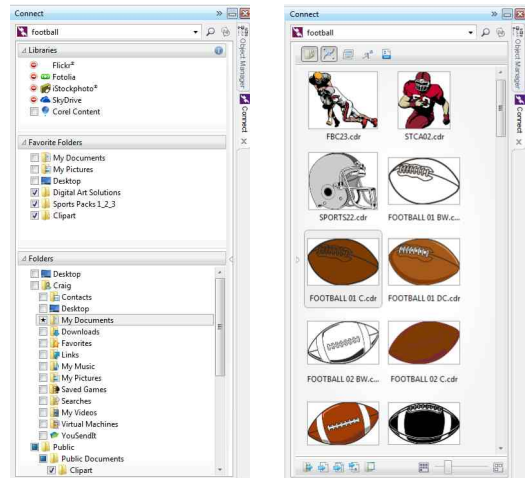 Connect
football
Libraries
Flickr®
Fotolia
iStockphoto®
SkyDrive
Corel Content
Favorite Folders
My Documents
My Pictures
Desktop
Digital Art Solutions
Sports Packs 1_2_3
Clipart
Folders
Desktop
Craig
Contacts
Desktop
My Documents
Downloads
Favorites
Links
My Music
My Pictures
Saved Games
Searches
My Videos
Virtual Machines
YouSendIt
Public
Public Documents
Clipart
Object Manager
Connect
Connect
football
FBC23.cdr STCA02.cdr
SPORTS22.cdr FOOTBALL 01 BW.c...
FOOTBALL 01 C.cdr FOOTBALL 01 DC.cdr
FOOTBALL 02 BW.c... FOOTBALL 02 C.cdr
Object Manager
Connect